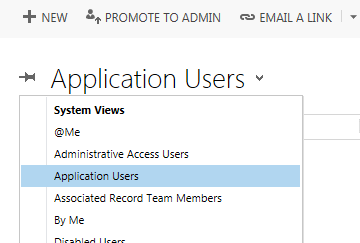 NEW PROMOTE TO ADMIN EMAIL A LINK
Application Users
System Views
@Me
Administrative Access Users
Application Users
Associated Record Team Members
By Me
Disabled Users